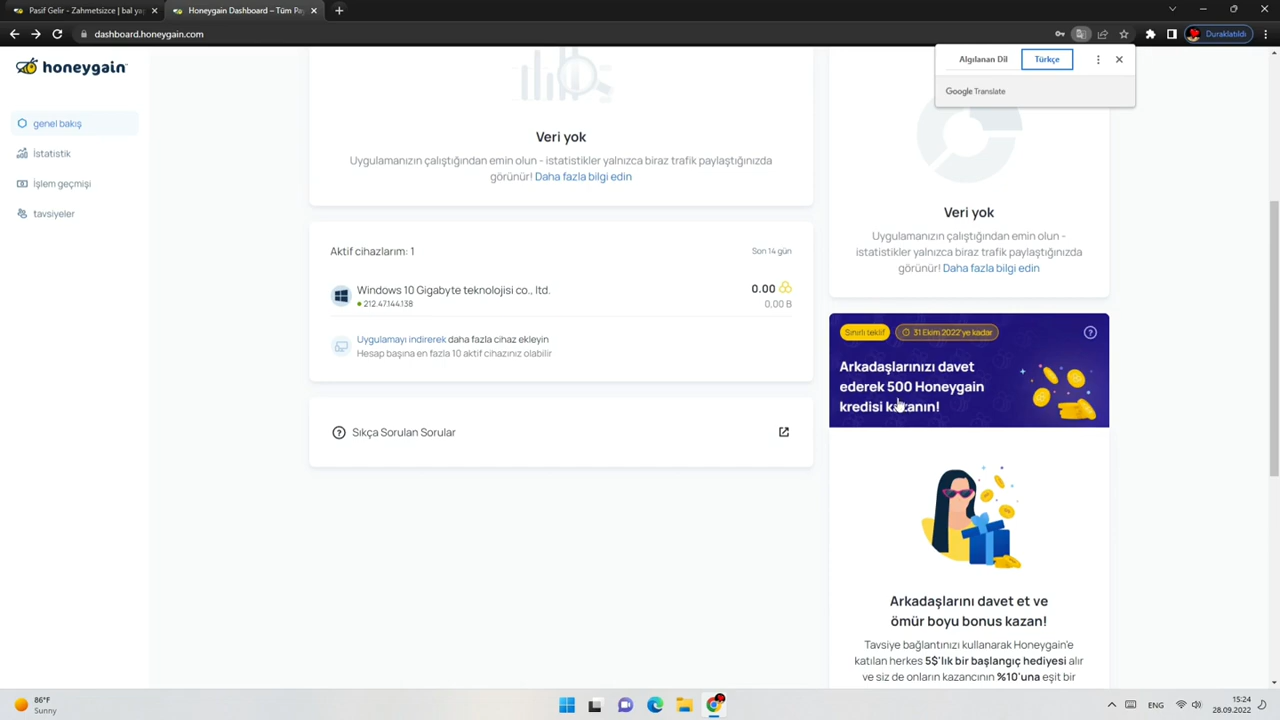 Pasif Gelir - Zahmetsizce | bal ya
Honeygain Dashboard – Tüm Pa
dashboard.honeygain.com
Duraklatıldı
Algılanan Dil
Türkçe
Google Translate
honeygain
genel bakış
İstatistik
İşlem geçmişi
tavsiyeler
Veri yok
Uygulamanızın çalıştığından emin olun - istatistikler yalnızca biraz trafik paylaştığınızda
görünür! Daha fazla bilgi edin
Veri yok
Uygulamanızın çalıştığından emin olun -
istatistikler yalnızca biraz trafik paylaştığınızda
görünür! Daha fazla bilgi edin
Aktif cihazlarım: 1
Son 14 gün
Windows 10 Gigabyte teknolojisi co., ltd.
212.47.144.138
0.00
0,00 B
Uygulamayı indirerek daha fazla cihaz ekleyin
Hesap başına en fazla 10 aktif cihazınız olabilir
Sıkça Sorulan Sorular
Sınırlı teklif
31 Ekim 2022'ye kadar
Arkadaşlarınızı davet
ederek 500 Honeygain
kredisi kazanın!
Arkadaşlarını davet et ve
ömür boyu bonus kazan!
Tavsiye bağlantınızı kullanarak Honeygain'e
katılan herkes 5$'lık bir başlangıç hediyesi alır
ve siz de onların kazancının %10'una eşit bir
86°F
Sunny
ENG
15:24
28.09.2022